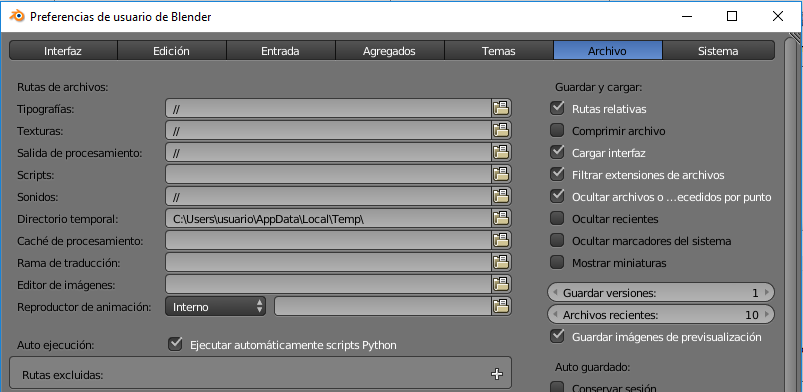 Preferencias de usuario de Blender
Interfaz Edición Entrada Agregados Temas Archivo Sistema
Rutas de archivos:
Tipografías: //
Texturas: //
Salida de procesamiento: //
Scripts:
Sonidos: //
Directorio temporal: C:\Users\usuario\AppData\Local\Temp\
Caché de procesamiento:
Rama de traducción:
Editor de imágenes:
Reproductor de animación: Interno
Auto ejecución: Ejecutar automáticamente scripts Python
Rutas excluidas:
Guardar y cargar:
Rutas relativas
Comprimir archivo
Cargar interfaz
Filtrar extensiones de archivos
Ocultar archivos o ...ecedidos por punto
Ocultar recientes
Ocultar marcadores del sistema
Mostrar miniaturas
Guardar versiones: 1
Archivos recientes: 10
Guardar imágenes de previsualización
Auto guardado:
Conservar sesión